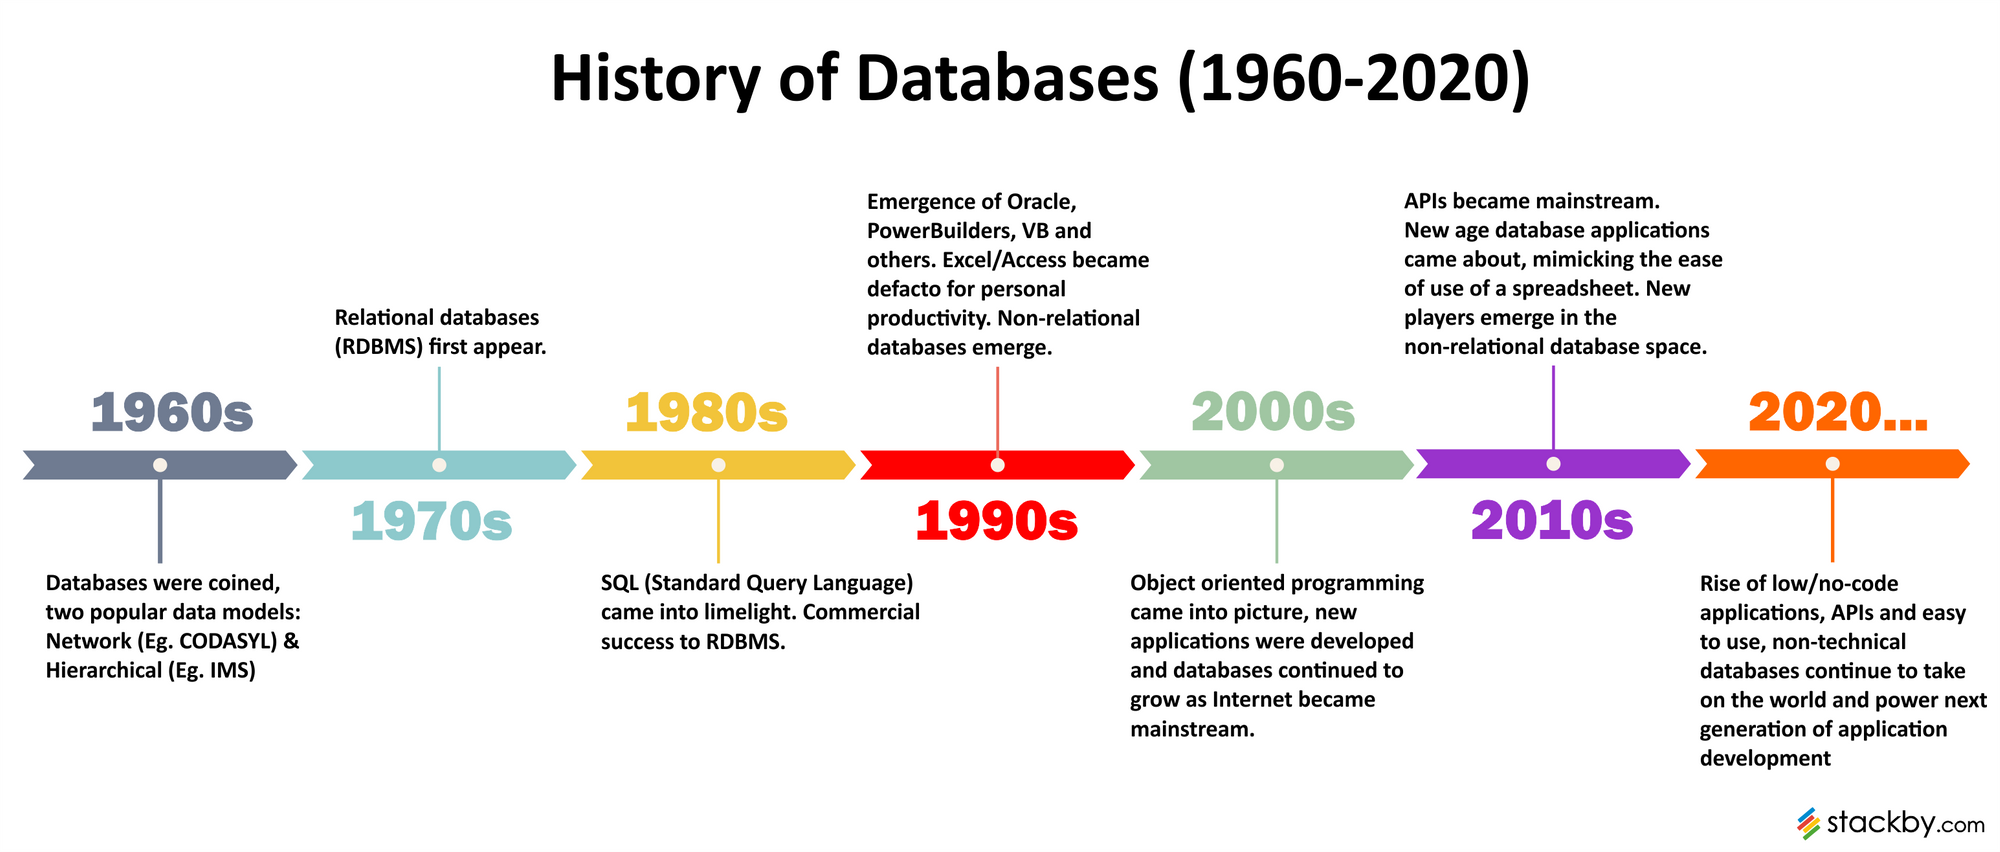 History of Databases (1960-2020)
1960s
Databases were coined,
two popular data models:
Network (Eg. CODASYL) &
Hierarchical (Eg. IMS)
Relational databases
(RDBMS) first appear.
1970s
1980s
SQL (Standard Query Language)
came into limelight. Commercial
success to RDBMS.
Emergence of Oracle,
PowerBuilders, VB and
others. Excel/Access became
defacto for personal
productivity. Non-relational
databases emerge.
1990s
2000s
Object oriented programming
came into picture, new
applications were developed
and databases continued to
grow as Internet became
mainstream.
APIs became mainstream.
New age database applications
came about, mimicking the ease
of use of a spreadsheet. New
players emerge in the
non-relational database space.
2010s
2020...
Rise of low/no-code
applications, APIs and easy
to use, non-technical
databases continue to take
on the world and power next
generation of application
development
stackby.com